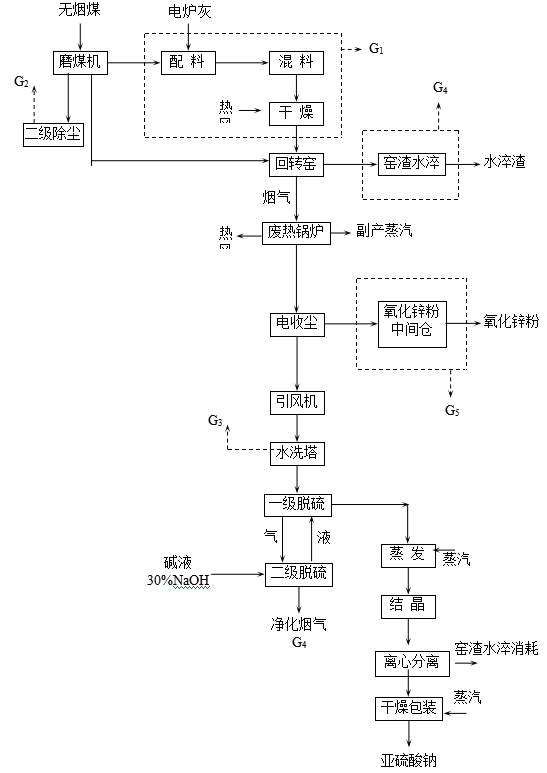 无烟煤
电炉灰
磨煤机
配 料
混 料
G1
G2
二级除尘
热
干 燥
G4
回转窑
窑渣水淬
水淬渣
烟气
热
废热锅炉
副产蒸汽
电收尘
氧化锌粉
中间仓
氧化锌粉
引风机
G5
G3
水洗塔
一级脱硫
气
液
蒸 发
蒸汽
碱液
30%NaOH
二级脱硫
结 晶
净化烟气
G4
离心分离
窑渣水淬消耗
干燥包装
蒸汽
亚硫酸钠